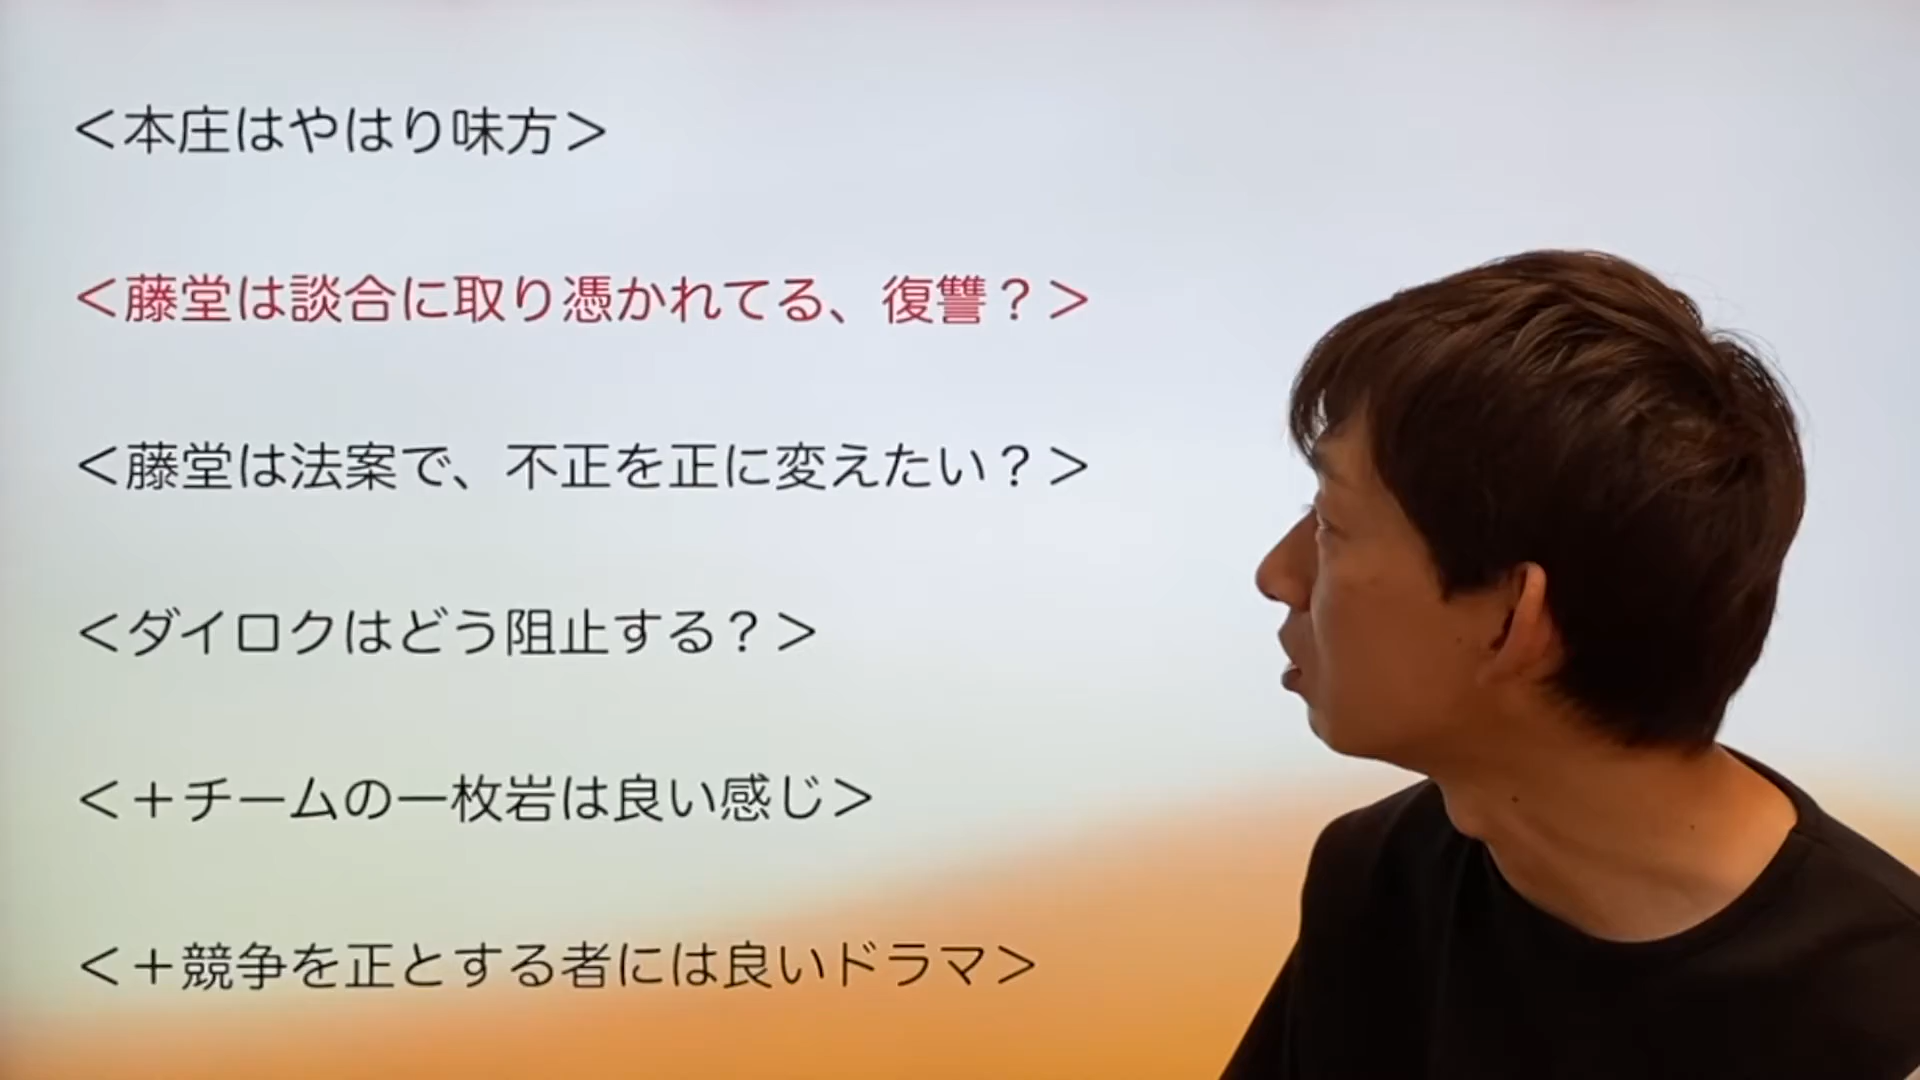 ＜本庄はやはり味方＞
＜藤堂は談合に取り憑かれてる、復讐？＞
＜藤堂は法案で、不正を正に変えたい？＞
＜ダイロクはどう阻止する？＞
＜＋チームの一枚岩は良い感じ＞
＜＋競争を正とする者には良いドラマ＞